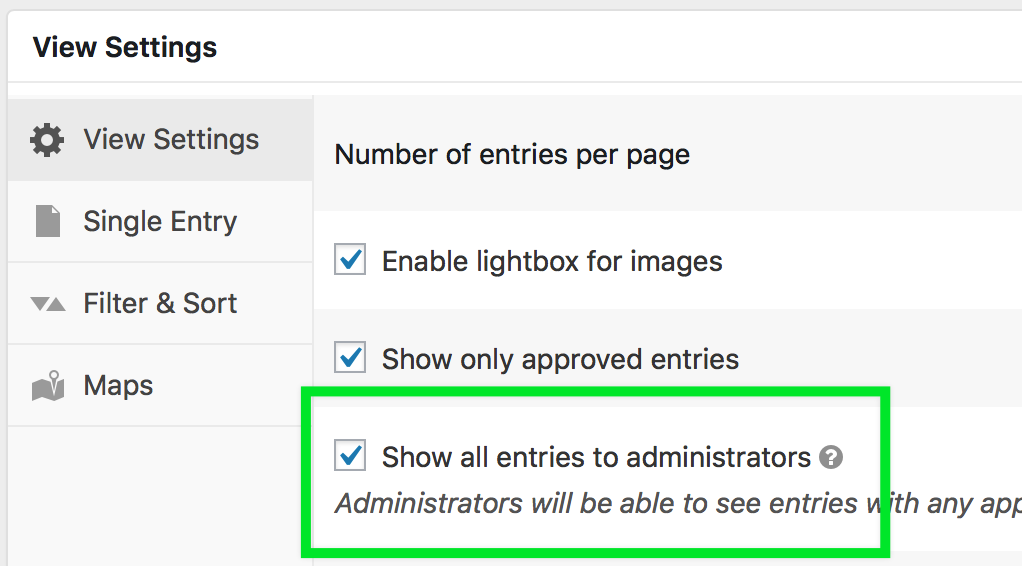 View Settings
View Settings
Single Entry
Filter & Sort
Maps
Number of entries per page
Enable lightbox for images
Show only approved entries
Show all entries to administrators ?
Administrators will be able to see entries with any app